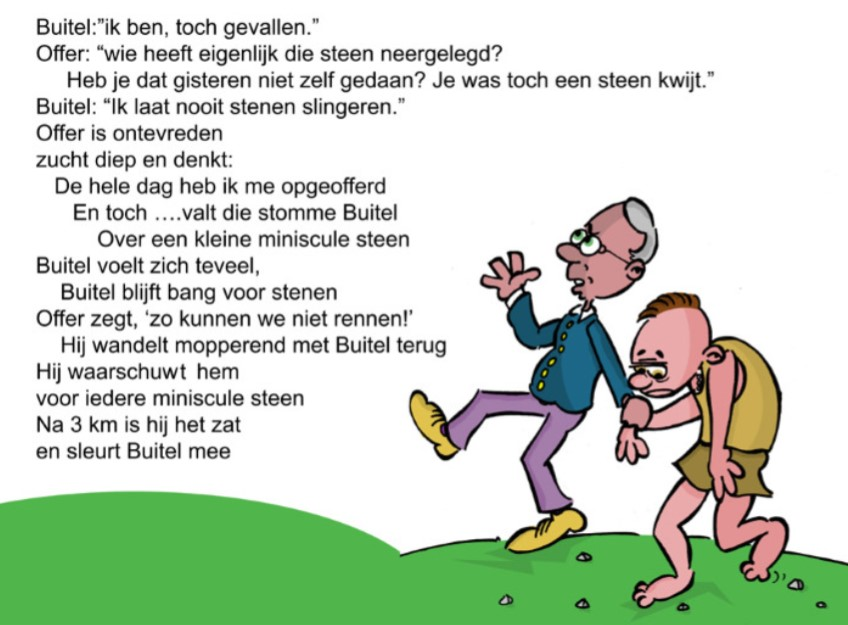 Buitel:”ik ben, toch gevallen.”
Offer: “wie heeft eigenlijk die steen neergelegd?
Heb je dat gisteren niet zelf gedaan? Je was toch een steen kwijt.”
Buitel: “Ik laat nooit stenen slingeren.”
Offer is ontevreden
zucht diep en denkt:
De hele dag heb ik me opgeofferd
En toch ….valt die stomme Buitel
Over een kleine miniscule steen
Buitel voelt zich teveel,
Buitel blijft bang voor stenen
Offer zegt, ‘zo kunnen we niet rennen!’
Hij wandelt mopperend met Buitel terug
Hij waarschuwt hem
voor iedere miniscule steen
Na 3 km is hij het zat
en sleurt Buitel mee